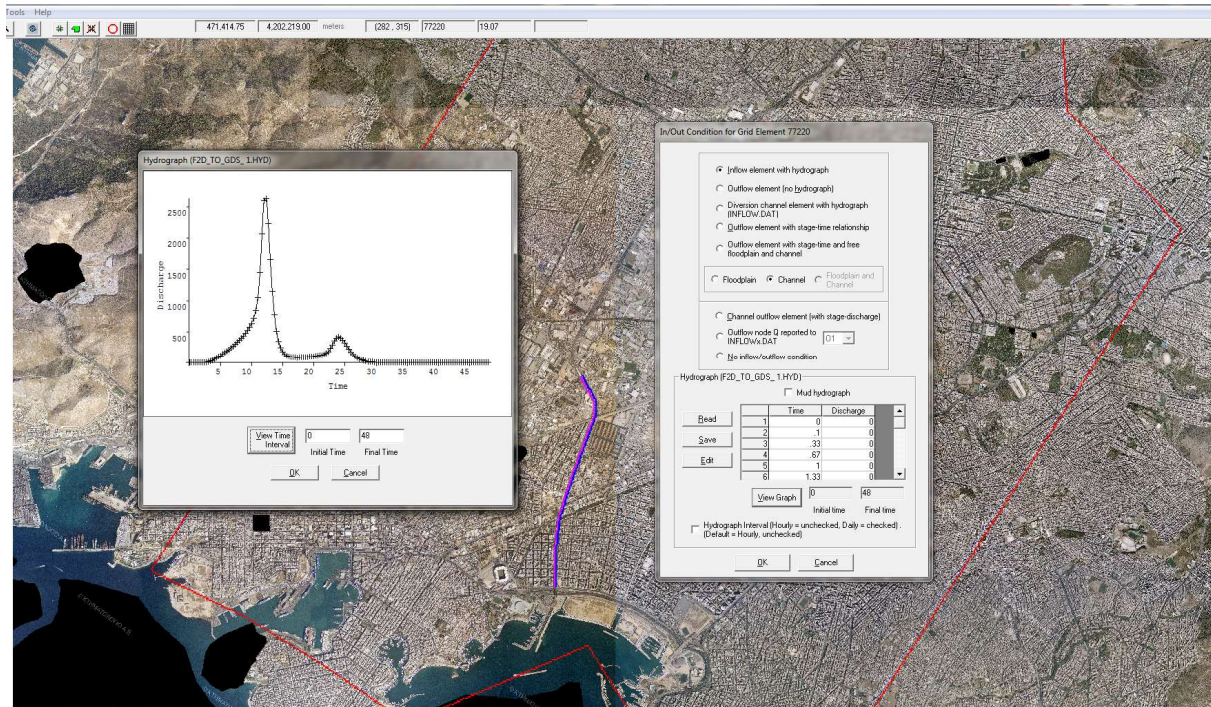 Tools Help
471,414.75 4,202,219.00 meters (282 , 315) 77220 19.07
Hydrograph (F2D_TO_GDS_ 1.HYD)
2500
2000
1500
1000
500
Discharge
5 10 15 20 25 30 35 40 45
Time
View Time Interval
0 48
Initial Time Final Time
OK Cancel
In/Out Condition for Grid Element 77220
Inflow element with hydrograph
Outflow element (no hydrograph)
Diversion channel element with hydrograph
(INFLOW.DAT)
Outflow element with stage-time relationship
Outflow element with stage-time and free
floodplain and channel
Floodplain Channel Floodplain and
Channel
Channel outflow element (with stage-discharge)
Outflow node Q reported to
INFLOWx.DAT
O1
No inflow/outflow condition
Hydrograph (F2D_TO_GDS_ 1.HYD)
Mud hydrograph
Read
Save
Edit
Time Discharge
1 0 0
2 .1 0
3 .33 0
4 .67 0
5 1 0
6 1.33 0
View Graph
0 48
Initial time Final time
Hydrograph Interval (Hourly = unchecked, Daily = checked) .
(Default = Hourly, unchecked)
OK Cancel